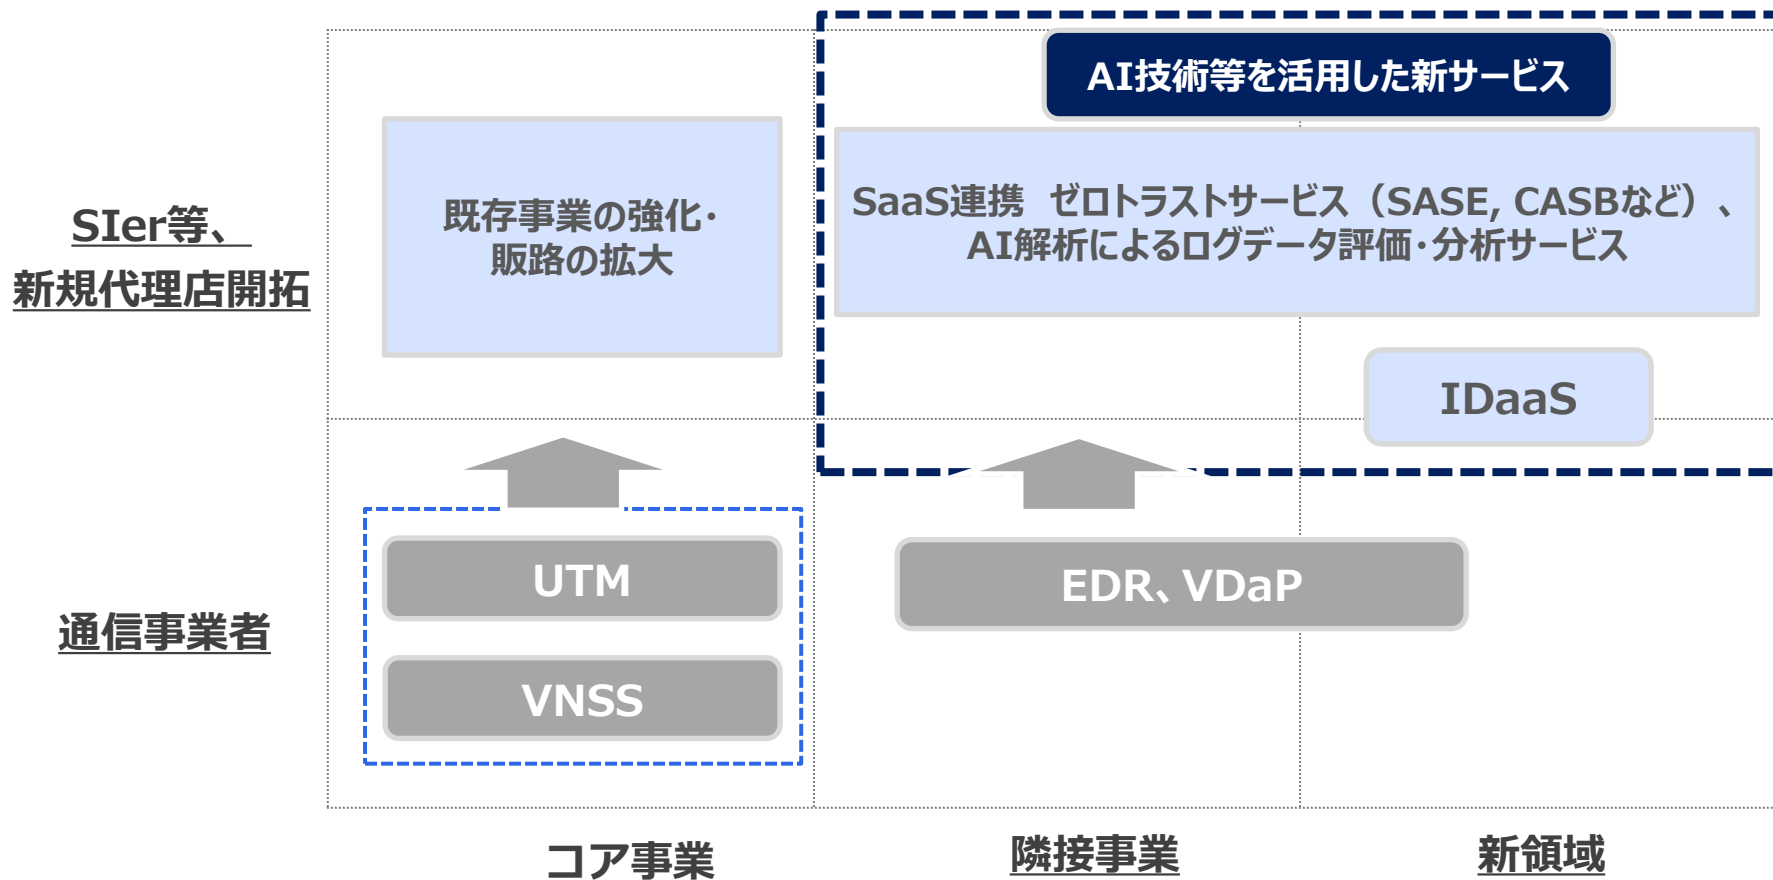 AI技術等を活用した新サービス
SIer等、
新規代理店開拓
既存事業の強化・
販路の拡大
SaaS連携　ゼロトラストサービス（SASE, CASBなど）、
AI解析によるログデータ評価・分析サービス
IDaaS
通信事業者
UTM
VNSS
EDR、VDaP
コア事業
隣接事業
新領域